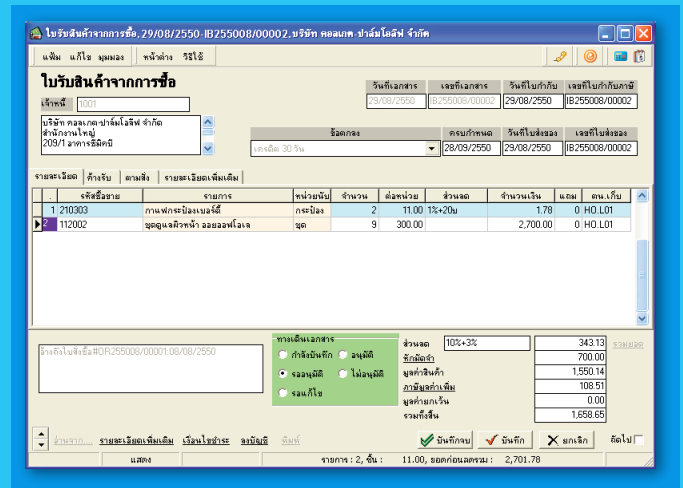 ใบรับสินค้าจากการซื้อ,29/08/2550-IB255008/00002,บริษัท คอลเกต-ปาล์มโอลีฟ จำกัด
แฟ้ม แก้ไข มุมมอง หน้าต่าง วิธีใช้
ใบรับสินค้าจากการซื้อ
วันที่เอกสาร เลขที่เอกสาร วันที่ใบกำกับ เลขที่ใบกำกับภาษี
เจ้าหนี้ 1001 29/08/2550 IB255008/00002 29/08/2550 IB255008/00002
บริษัท คอลเกต-ปาล์มโอลีฟ จำกัด
สำนักงานใหญ่
209/1 อาคารซีมิคบี
ข้อตกลง ครบกำหนด วันที่ใบส่งของ เลขที่ใบส่งของ
เครดิต 30 วัน 28/09/2550 29/08/2550 IB255008/00002
รายละเอียด ค้างรับ ตามสั่ง รายละเอียดเพิ่มเติม
. รหัสซื้อขาย รายการ หน่วยนับ จำนวน ต่อหน่วย ส่วนลด จำนวนเงิน แถม ตน.เก็บ
1 210303 กาแฟกระป๋องเบอร์ดี้ กระป๋อง 2 11.00 1%+20บ 1.78 0 HO.L01
2 112002 ชุดดูแลผิวหน้า ออยออฟโอเล ชุด 9 300.00 2,700.00 0 HO.L01
อ้างถึงใบสั่งซื้อ#OR255008/00001:08/08/2550
ทางเดินเอกสาร
กำลังบันทึก อนุมัติ
รออนุมัติ ไม่อนุมัติ
รอแก้ไข
ส่วนลด 10%+3% 343.13 รวมยอด
หักมัดจำ 700.00
มูลค่าสินค้า 1,550.14
ภาษีมูลค่าเพิ่ม 108.51
มูลค่ายกเว้น 0.00
รวมทั้งสิ้น 1,658.65
อ่านจาก.... รายละเอียดเพิ่มเติม เงื่อนไขชำระ ลงบัญชี พิมพ์ บันทึกจบ บันทึก ยกเลิก ถัดไป
แสดง รายการ : 2, ชิ้น : 11.00, ยอดก่อนลดรวม : 2,701.78